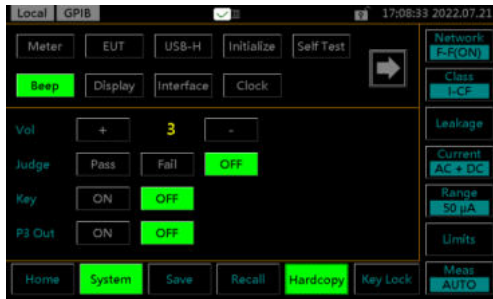 Local GPIB 17:08:33 2022.07.21
Meter EUT USB-H Initialize Self Test
Beep Display Interface Clock
Vol + 3 -
Judge Pass Fail OFF
Key ON OFF
P3 Out ON OFF
Home System Save Recall Hardcopy Key Lock
Network
F-F(ON)
Class
I-CF
Leakage
Current
AC + DC
Range
50 μA
Limits
Meas
AUTO